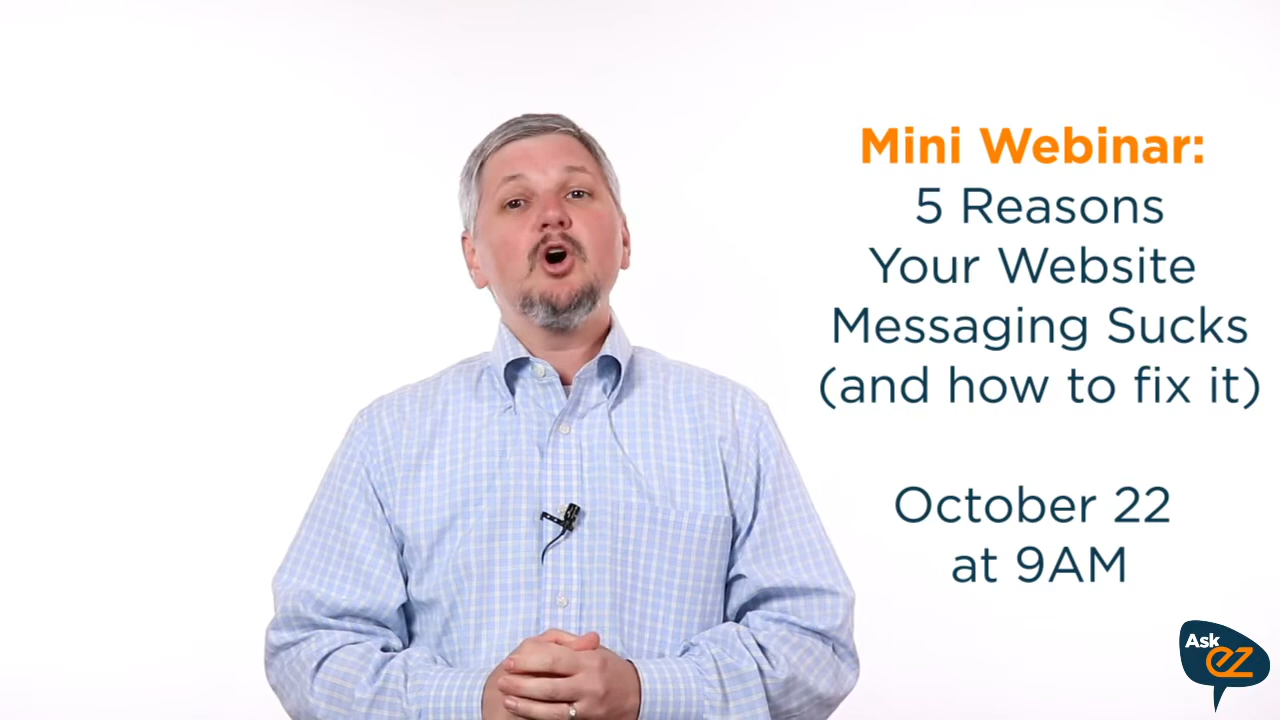 Mini Webinar:
5 Reasons
Your Website
Messaging Sucks
(and how to fix it)
October 22
at 9AM
Ask
ez